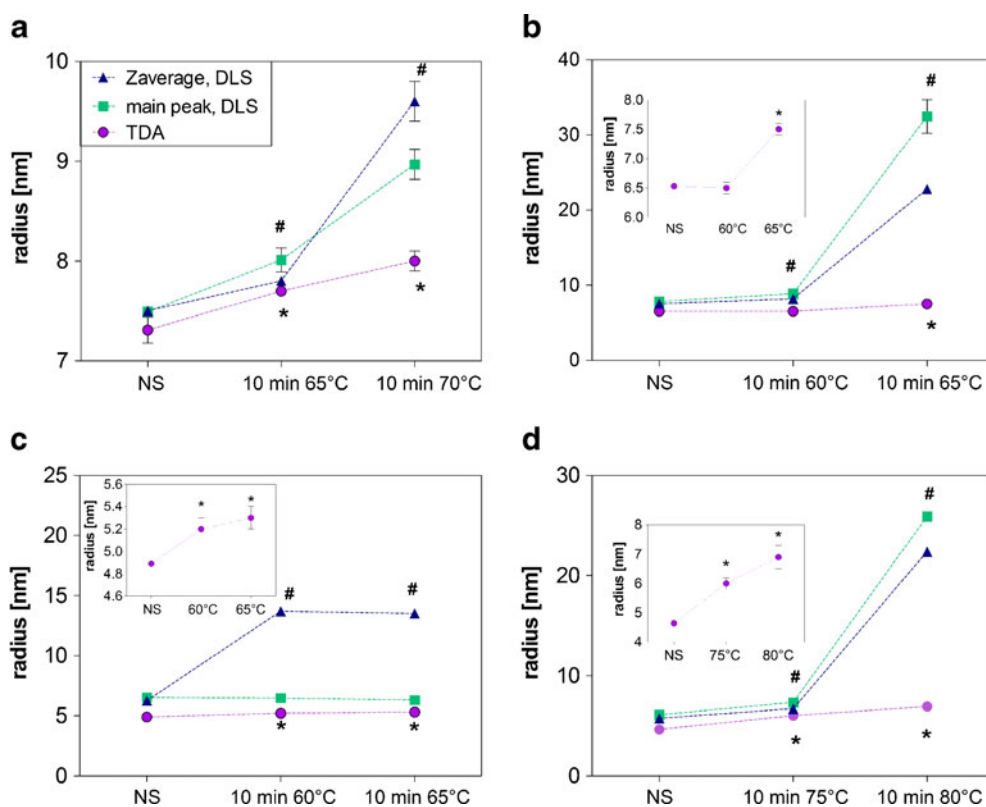 a
10
9
8
7
radius [nm]
Zaverage, DLS
main peak, DLS
TDA
#
#
*
*
NS 10 min 65°C 10 min 70°C
b
40
30
20
10
0
radius [nm]
8.0
7.5
7.0
6.5
6.0
radius [nm]
*
NS 60°C 65°C
#
#
*
NS 10 min 60°C 10 min 65°C
c
25
20
15
10
5
0
radius [nm]
5.6
5.4
5.2
5.0
4.8
4.6
radius [nm]
* *
NS 60°C 65°C
# #
* *
NS 10 min 60°C 10 min 65°C
d
30
20
10
0
radius [nm]
8
7
6
5
4
radius [nm]
*
*
NS 75°C 80°C
#
#
* *
NS 10 min 75°C 10 min 80°C